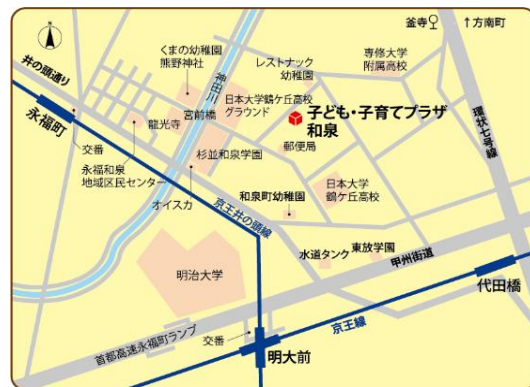 釜寺
↑方南町
井の頭通り
くまの幼稚園
熊野神社
神田川
レストナック
幼稚園
専修大学
附属高校
永福町
宮前橋
日本大学鶴ケ丘高校
グラウンド
子ども・子育てプラザ
和泉
環状七号線
龍光寺
郵便局
交番
永福和泉
地域区民センター
杉並和泉学園
オイスカ
和泉町幼稚園
日本大学
鶴ケ丘高校
京王井の頭線
水道タンク
東放学園
甲州街道
明治大学
代田橋
首都高速永福町ランプ
交番
京王線
明大前